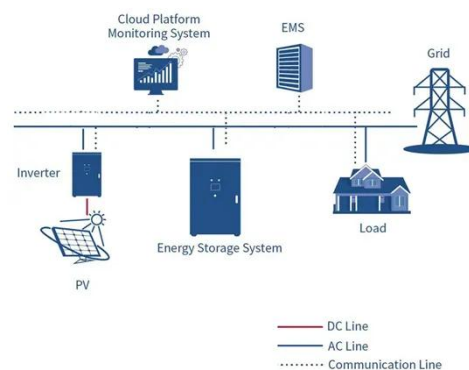 Cloud Platform
Monitoring System
EMS
Grid
Inverter
Energy Storage System
Load
PV
DC Line
AC Line
Communication Line